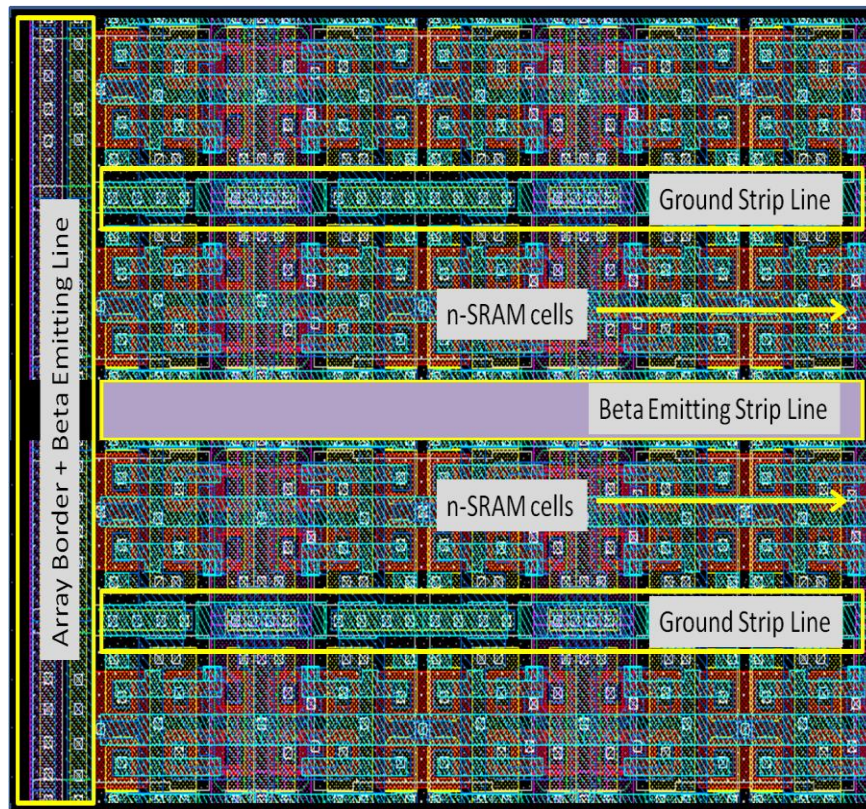 Array Border + Beta Emitting Line
Ground Strip Line
n-SRAM cells
Beta Emitting Strip Line
n-SRAM cells
Ground Strip Line